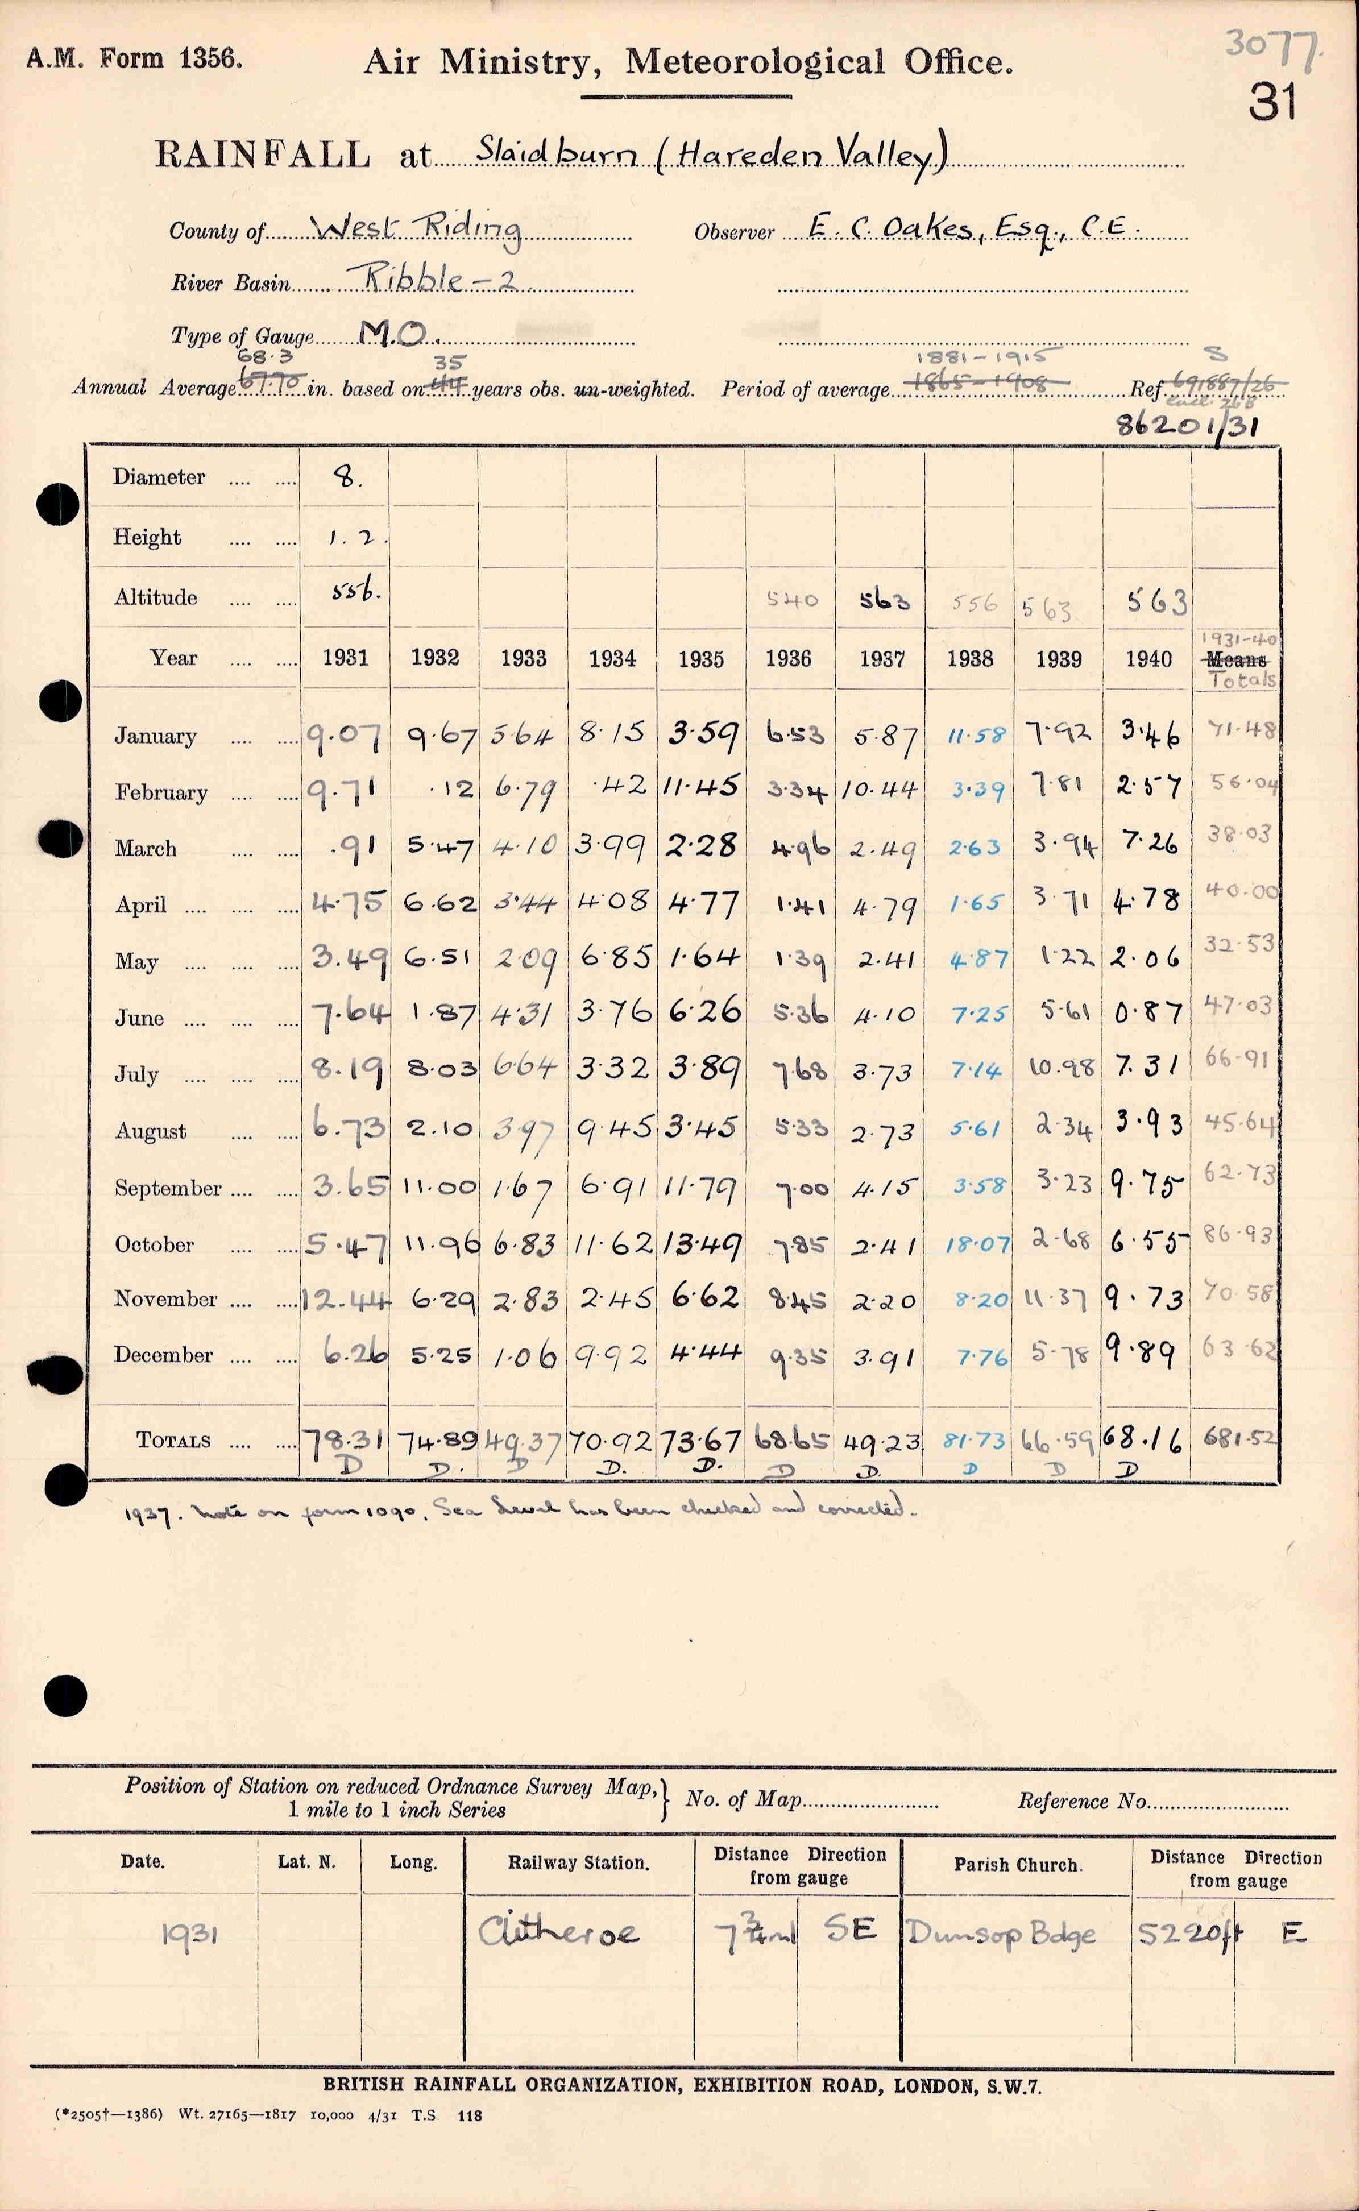 3077.
A.M. Form 1356. Air Ministry, Meteorological Office.
31
RAINFALL at Slaidburn (Hareden Valley)
County of West Riding Observer E. C. Oakes, Esq., C.E.
River Basin Ribble - 2
Type of Gauge M.O.
68.3 35 1881-1915 S
Annual Average 67.70 in. based on 44 years obs. un-weighted. Period of average 1865-1908 Ref. 691887/26
encl. 268
86201/31
Diameter 8.
Height 1. 2.
Altitude 556. 540 563 556 563 563
1931-40
Year 1931 1932 1933 1934 1935 1936 1937 1938 1939 1940 Means
Totals
January 9.07 9.67 5.64 8.15 3.59 6.53 5.87 11.58 7.92 3.46 71.48
February 9.71 .12 6.79 .42 11.45 3.34 10.44 3.39 7.81 2.57 56.04
March .91 5.47 4.10 3.99 2.28 4.96 2.49 2.63 3.94 7.26 38.03
April 4.75 6.62 3.44 4.08 4.77 1.41 4.79 1.65 3.71 4.78 40.00
May 3.49 6.51 2.09 6.85 1.64 1.39 2.41 4.87 1.22 2.06 32.53
June 7.64 1.87 4.31 3.76 6.26 5.36 4.10 7.25 5.61 0.87 47.03
July 8.19 8.03 6.64 3.32 3.89 7.68 3.73 7.14 10.98 7.31 66.91
August 6.73 2.10 3.97 9.45 3.45 5.33 2.73 5.61 2.34 3.93 45.64
September 3.65 11.00 1.67 6.91 11.79 7.00 4.15 3.58 3.23 9.75 62.73
October 5.47 11.96 6.83 11.62 13.49 7.85 2.41 18.07 2.68 6.55 86.93
November 12.44 6.29 2.83 2.45 6.62 8.45 2.20 8.20 11.37 9.73 70.58
December 6.26 5.25 1.06 9.92 4.44 9.35 3.91 7.76 5.78 9.89 63.62
TOTALS 78.31 74.89 49.37 70.92 73.67 68.65 49.23 81.73 66.59 68.16 681.52
D D. D D. D. D D. D D D
1937. Note on form 1090. Sea Level has been checked and corrected.
Position of Station on reduced Ordnance Survey Map, } No. of Map Reference No.
1 mile to 1 inch Series
Date. Lat. N. Long. Railway Station. Distance Direction from gauge Parish Church. Distance Direction from gauge
1931 Clitheroe 7 3/4 ml SE Dunsop Bdge 5220ft E
BRITISH RAINFALL ORGANIZATION, EXHIBITION ROAD, LONDON, S.W.7.
(*2505†—1386) Wt. 27165—1817 10,000 4/31 T.S 118